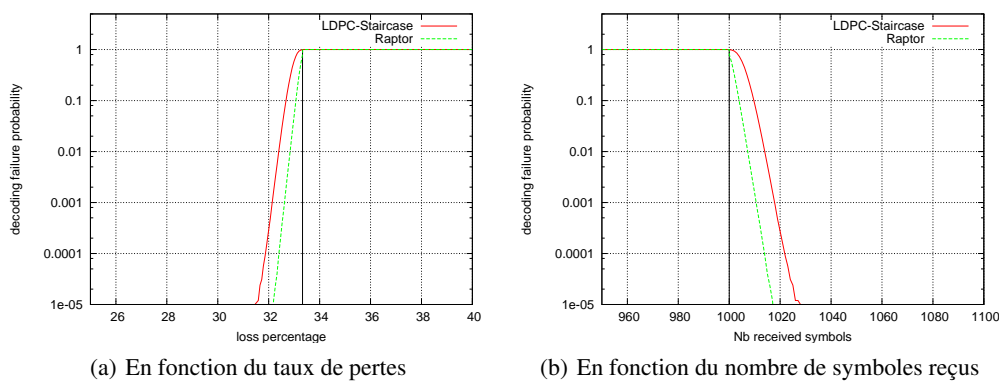 LDPC-Staircase
Raptor
1
0.1
0.01
0.001
0.0001
1e-05
decoding failure probability
26 28 30 32 34 36 38 40
loss percentage
(a) En fonction du taux de pertes
LDPC-Staircase
Raptor
1
0.1
0.01
0.001
0.0001
1e-05
decoding failure probability
960 980 1000 1020 1040 1060 1080 1100
Nb received symbols
(b) En fonction du nombre de symboles reçus